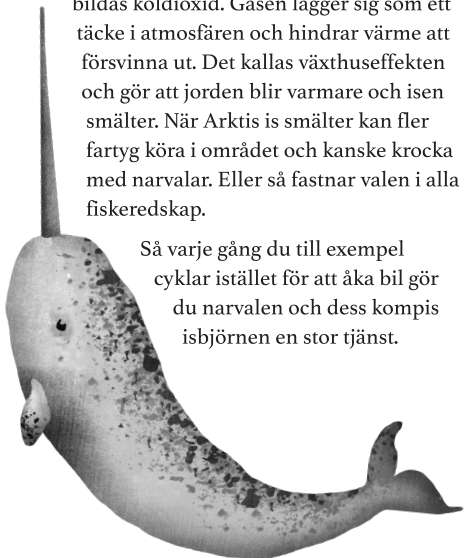 bildas koldioxid. Gasen lägger sig som ett
täcke i atmosfären och hindrar värme att
försvinna ut. Det kallas växthuseffekten
och gör att jorden blir varmare och isen
smälter. När Arktis is smälter kan fler
fartyg köra i området och kanske krocka
med narvalar. Eller så fastnar valen i alla
fiskeredskap.
Så varje gång du till exempel
cyklar istället för att åka bil gör
du narvalen och dess kompis
isbjörnen en stor tjänst.